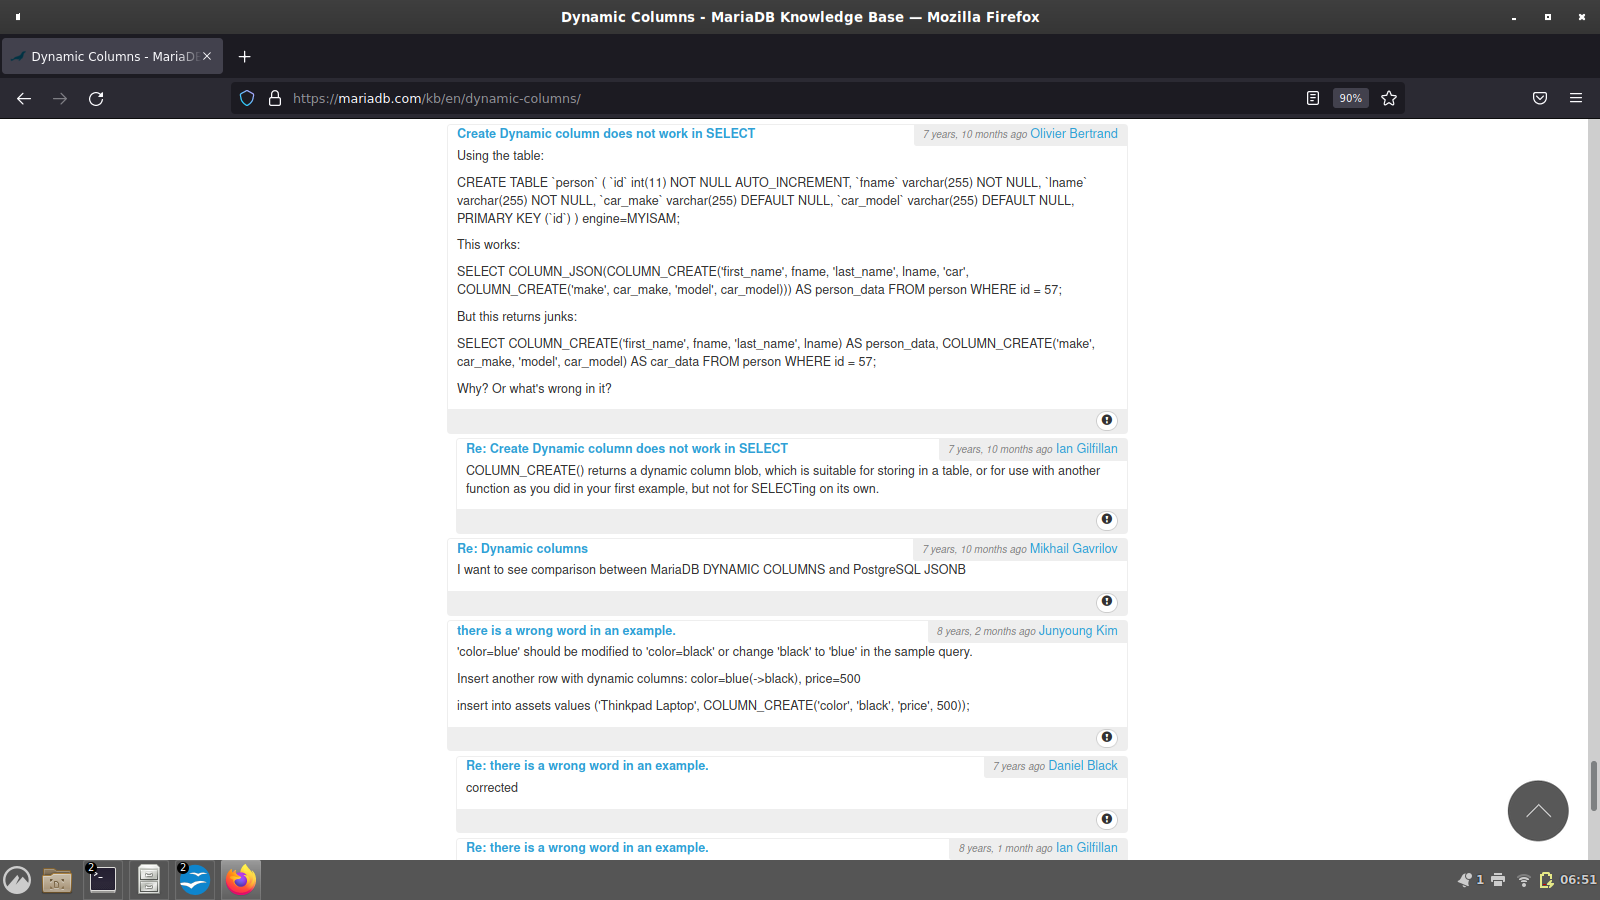 Dynamic Columns - MariaDB Knowledge Base — Mozilla Firefox
Dynamic Columns - MariaDB
https://mariadb.com/kb/en/dynamic-columns/
90%
Create Dynamic column does not work in SELECT
7 years, 10 months ago Olivier Bertrand
Using the table:
CREATE TABLE `person` ( `id` int(11) NOT NULL AUTO_INCREMENT, `fname` varchar(255) NOT NULL, `lname`
varchar(255) NOT NULL, `car_make` varchar(255) DEFAULT NULL, `car_model` varchar(255) DEFAULT NULL,
PRIMARY KEY (`id`) ) engine=MYISAM;
This works:
SELECT COLUMN_JSON(COLUMN_CREATE('first_name', fname, 'last_name', lname, 'car',
COLUMN_CREATE('make', car_make, 'model', car_model))) AS person_data FROM person WHERE id = 57;
But this returns junks:
SELECT COLUMN_CREATE('first_name', fname, 'last_name', lname) AS person_data, COLUMN_CREATE('make',
car_make, 'model', car_model) AS car_data FROM person WHERE id = 57;
Why? Or what's wrong in it?
Re: Create Dynamic column does not work in SELECT
7 years, 10 months ago Ian Gilfillan
COLUMN_CREATE() returns a dynamic column blob, which is suitable for storing in a table, or for use with another
function as you did in your first example, but not for SELECTing on its own.
Re: Dynamic columns
7 years, 10 months ago Mikhail Gavrilov
I want to see comparison between MariaDB DYNAMIC COLUMNS and PostgreSQL JSONB
there is a wrong word in an example.
8 years, 2 months ago Junyoung Kim
'color=blue' should be modified to 'color=black' or change 'black' to 'blue' in the sample query.
Insert another row with dynamic columns: color=blue(->black), price=500
insert into assets values ('Thinkpad Laptop', COLUMN_CREATE('color', 'black', 'price', 500));
Re: there is a wrong word in an example.
7 years ago Daniel Black
corrected
Re: there is a wrong word in an example.
8 years, 1 month ago Ian Gilfillan
2
2
1
06:51